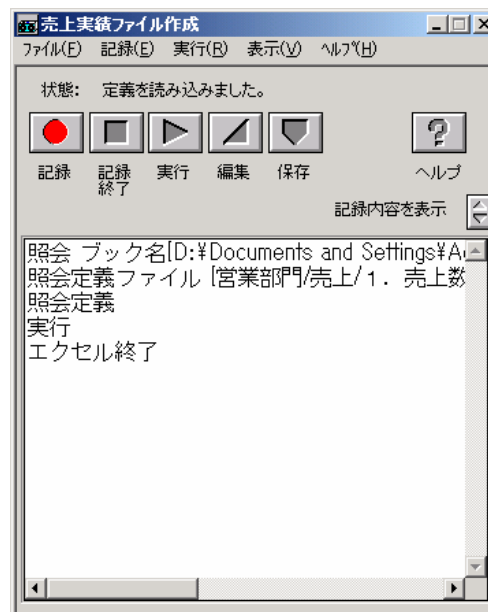 売上実績ファイル作成
ファイル(F) 記録(E) 実行(R) 表示(V) ヘルプ(H)
状態: 定義を読み込みました。
記録 記録終了 実行 編集 保存 ヘルプ
記録内容を表示
照会 ブック名[D:¥Documents and Settings¥A
照会定義ファイル [営業部門/売上/1. 売上数
照会定義
実行
エクセル終了